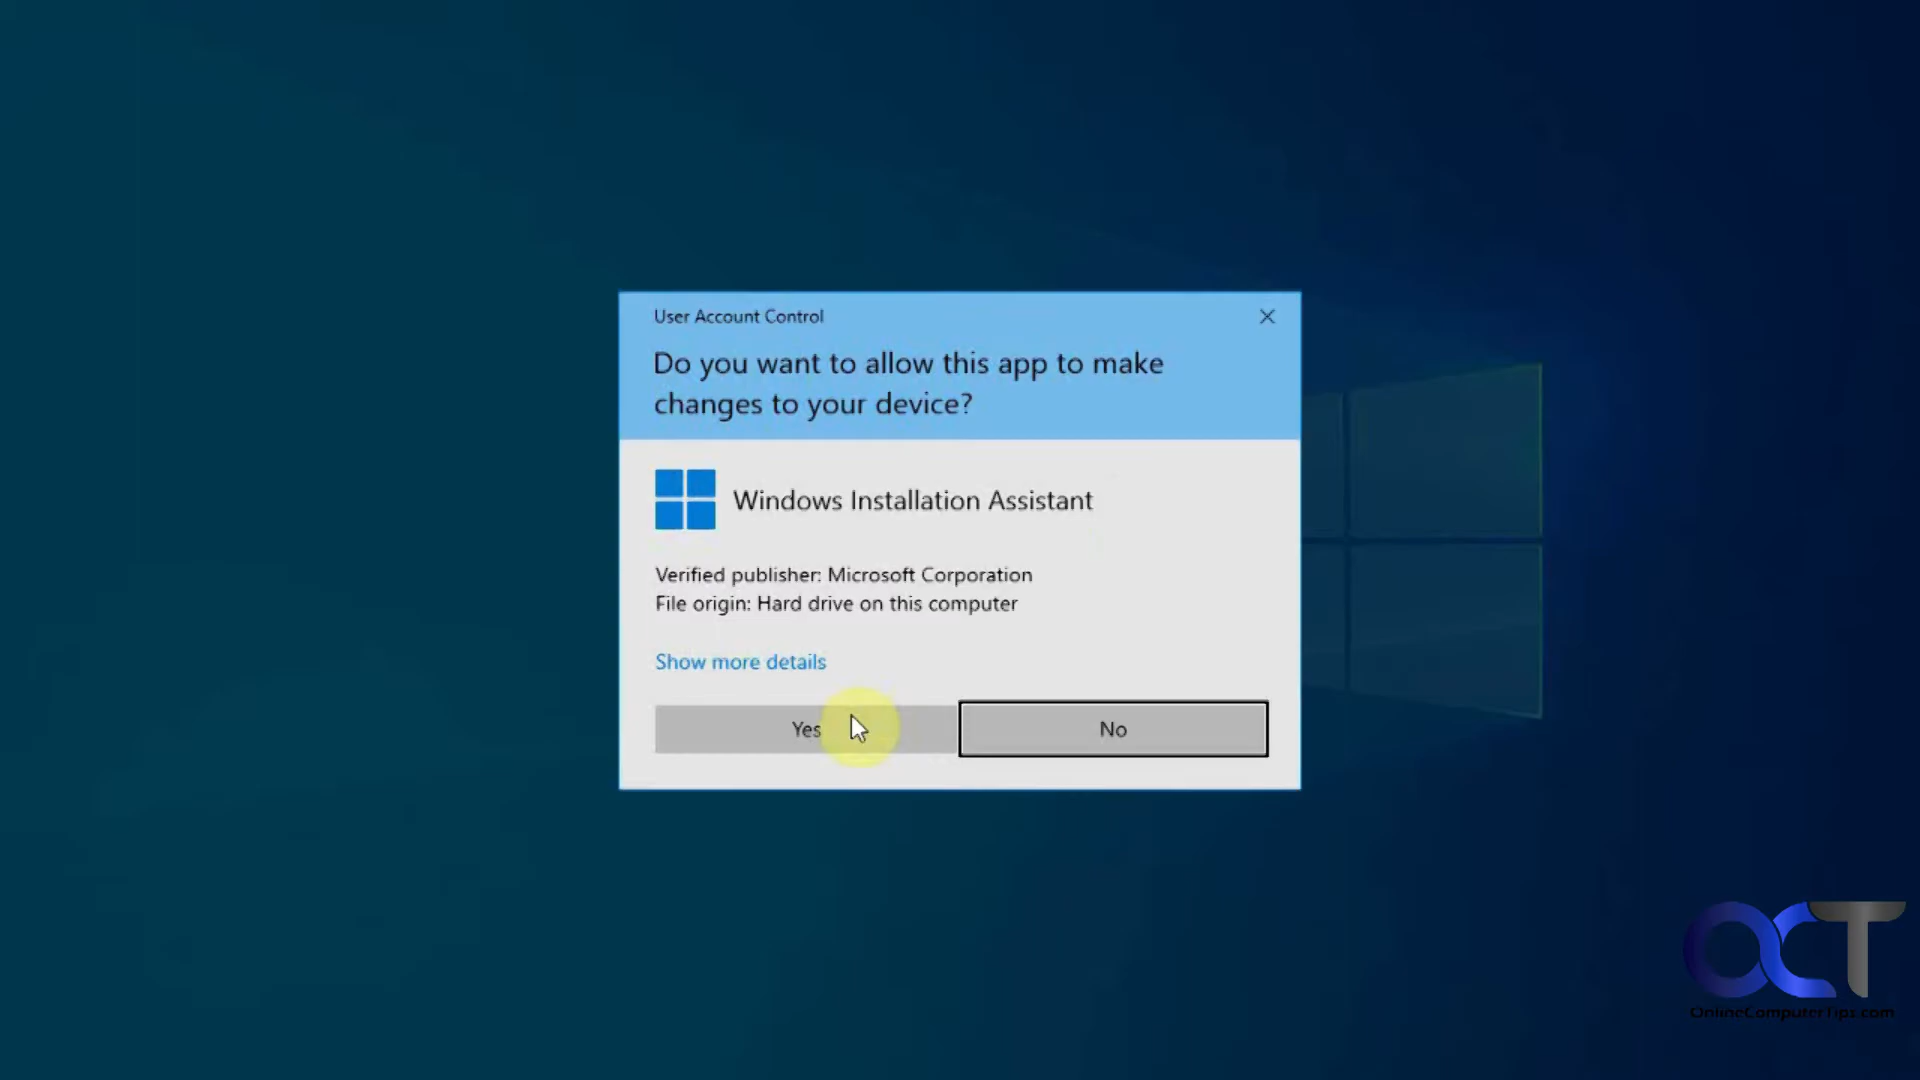 User Account Control
Do you want to allow this app to make
changes to your device?
Windows Installation Assistant
Verified publisher: Microsoft Corporation
File origin: Hard drive on this computer
Show more details
Yes
No
OCT
OnlineComputerTips.com